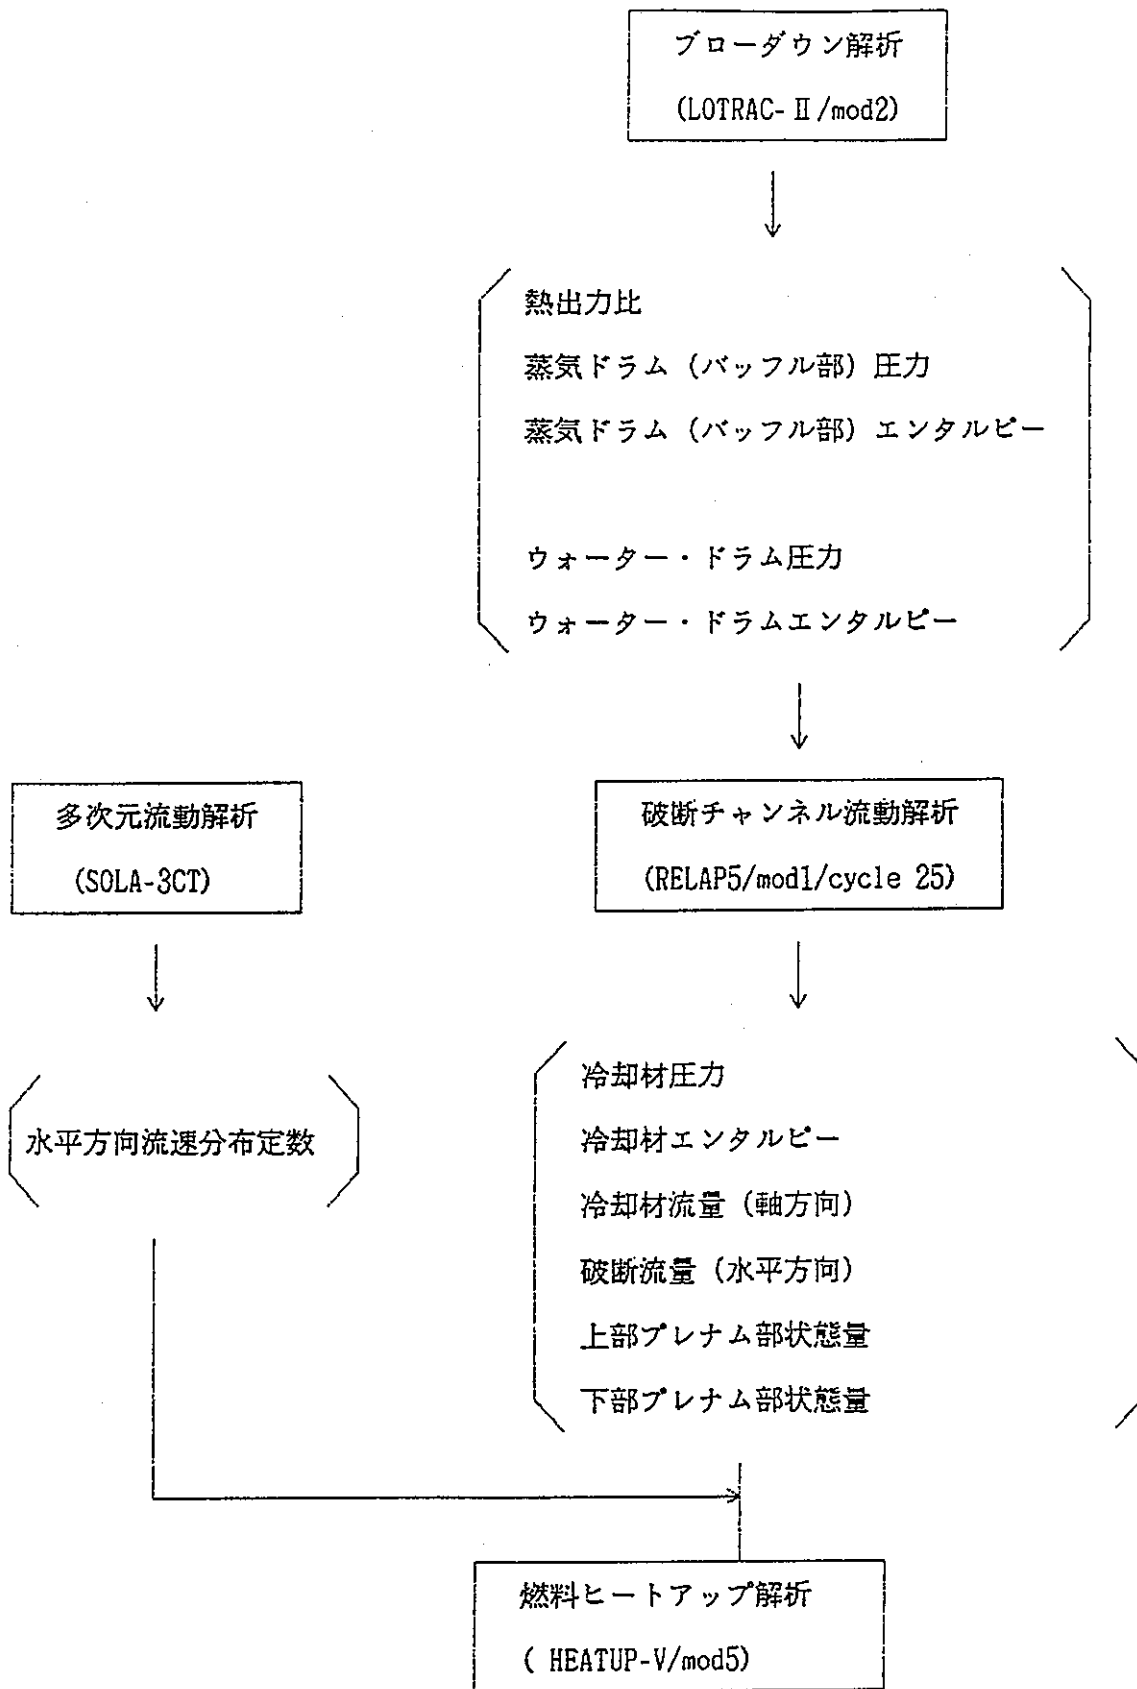 ブローダウン解析
(LOTRAC-Ⅱ/mod2)
熱出力比
蒸気ドラム（バッフル部）圧力
蒸気ドラム（バッフル部）エンタルピー
ウォーター・ドラム圧力
ウォーター・ドラムエンタルピー
多次元流動解析
(SOLA-3CT)
水平方向流速分布定数
破断チャンネル流動解析
(RELAP5/mod1/cycle 25)
冷却材圧力
冷却材エンタルピー
冷却材流量（軸方向）
破断流量（水平方向）
上部プレナム部状態量
下部プレナム部状態量
燃料ヒートアップ解析
( HEATUP-V/mod5)